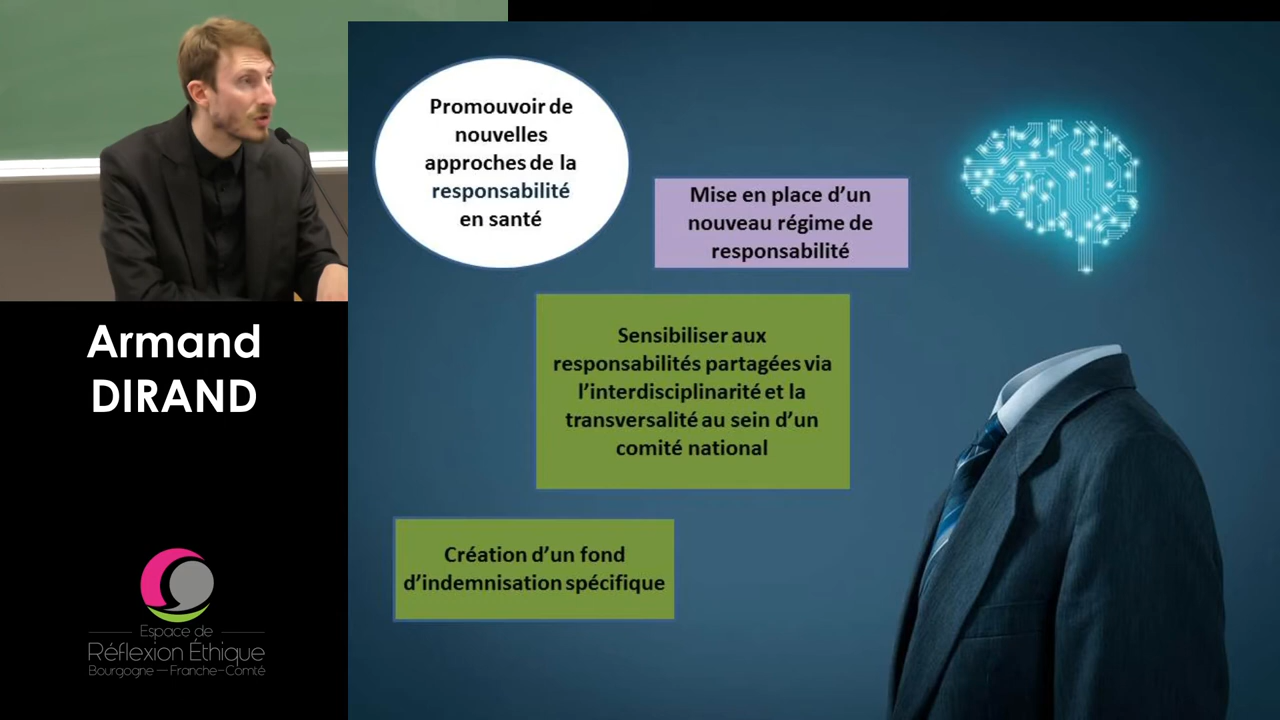 Armand
DIRAND
Espace de
Réflexion Éthique
Bourgogne — Franche-Comté
Promouvoir de
nouvelles
approches de la
responsabilité
en santé
Mise en place d’un
nouveau régime de
responsabilité
Sensibiliser aux
responsabilités partagées via
l’interdisciplinarité et la
transversalité au sein d’un
comité national
Création d’un fond
d’indemnisation spécifique